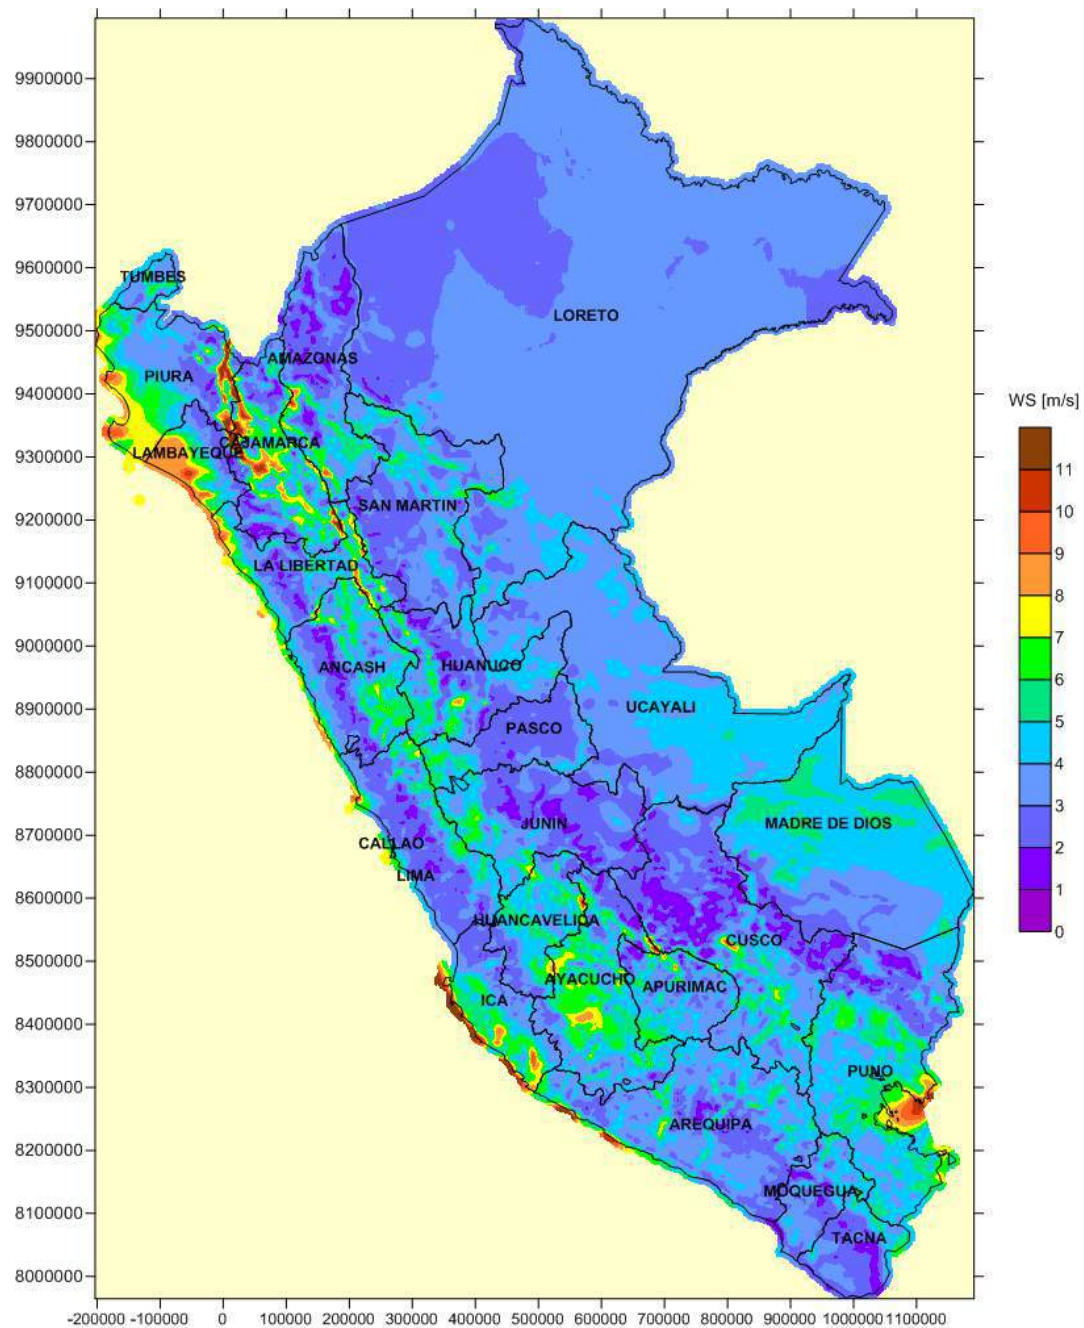 9900000
9800000
9700000
9600000
TUMBES
LORETO
9500000
AMAZONAS
PIURA
9400000
WS [m/s]
CAJAMARCA
LAMBAYEQUE
9300000
11
SAN MARTIN
10
9200000
9
LA LIBERTAD
9100000
8
7
9000000
ANCASH
HUANUCO
6
UCAYALI
8900000
PASCO
5
4
8800000
JUNIN
MADRE DE DIOS
3
8700000
CALLAO
2
LIMA
1
8600000
HUANCAVELICA
0
CUSCO
8500000
AYACUCHO
APURIMAC
ICA
8400000
PUNO
8300000
AREQUIPA
8200000
MOQUEGUA
8100000
TACNA
8000000
-200000 -100000 0 100000 200000 300000 400000 500000 600000 700000 800000 900000 1000000 1100000